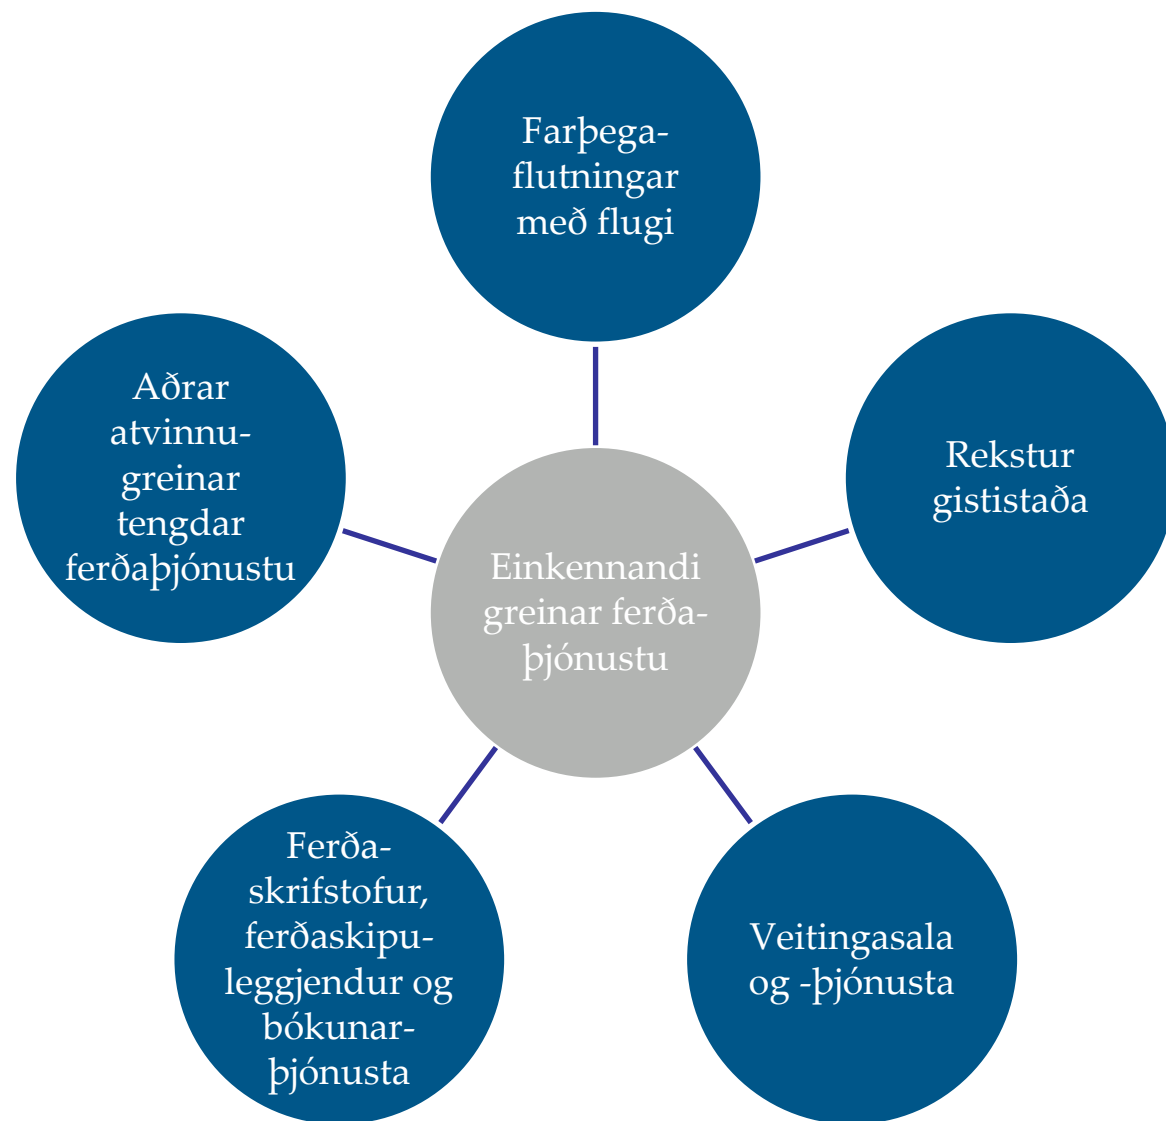 Farþega-
flutningar
með flugi
Rekstur
gististaða
Veitingasala
og -þjónusta
Ferða-
skrifstofur,
ferðaskipu-
leggjendur og
bókunar-
þjónusta
Aðrar
atvinnu-
greinar
tengdar
ferðaþjónustu
Einkennandi
greinar ferða-
þjónustu